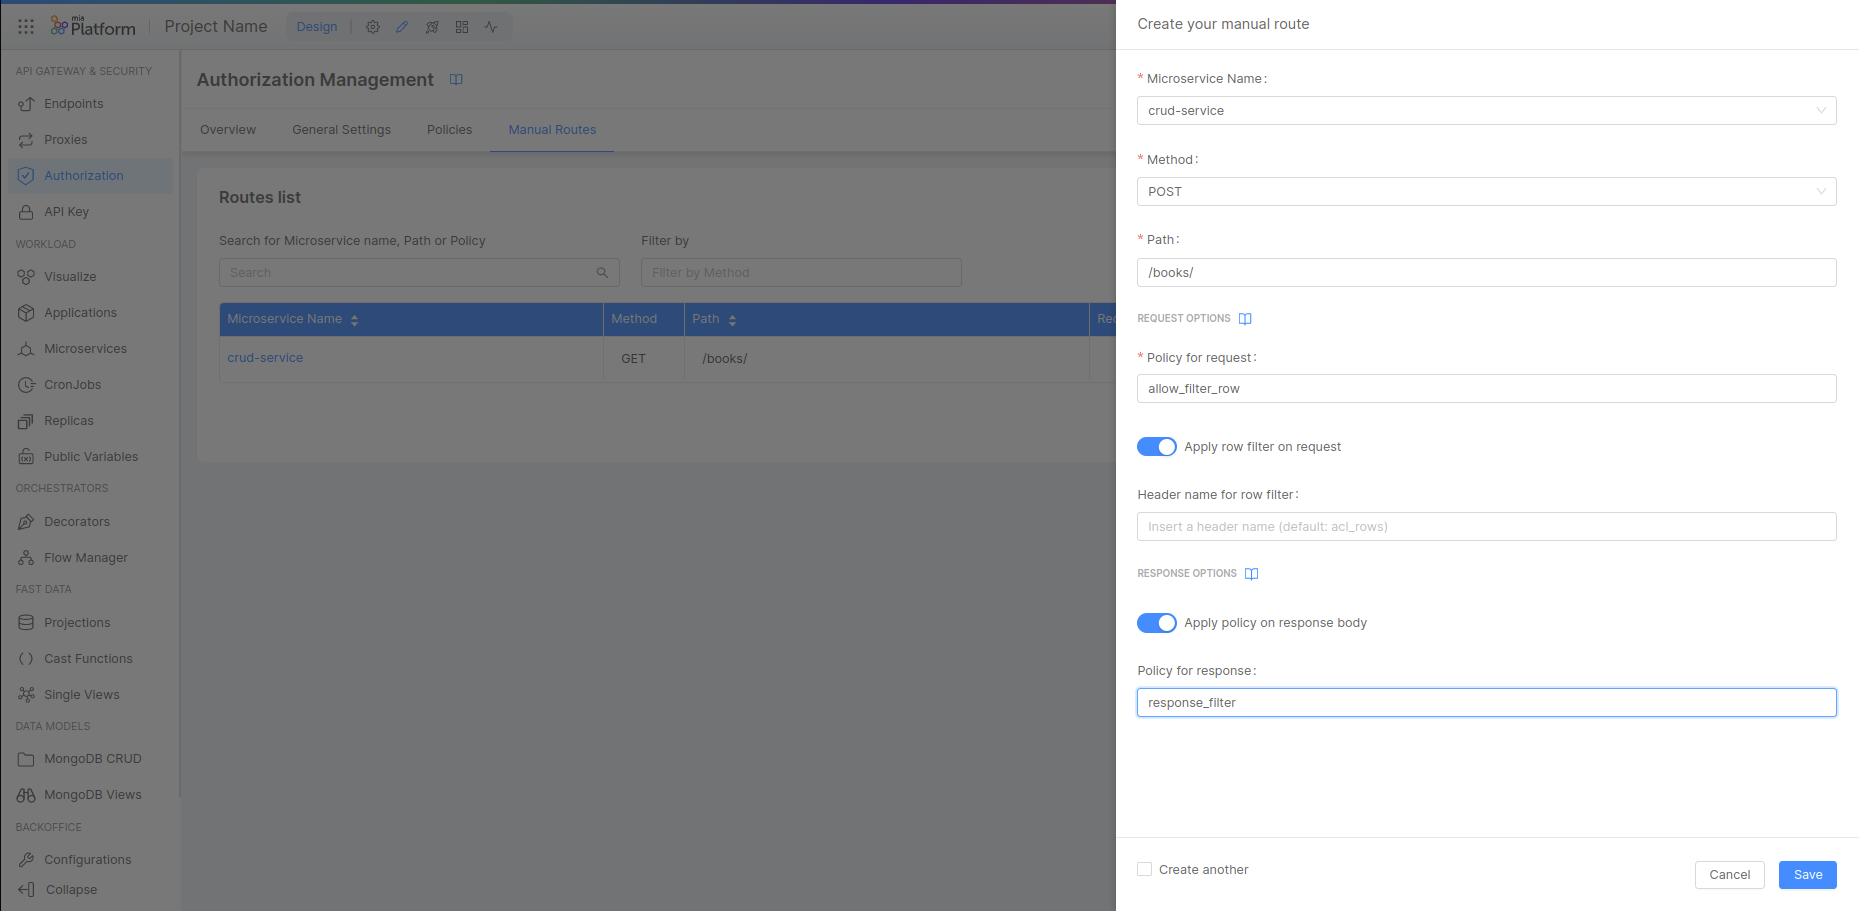 mia
Platform
Project Name
Design
API GATEWAY & SECURITY
Endpoints
Proxies
Authorization
API Key
WORKLOAD
Visualize
Applications
Microservices
CronJobs
Replicas
Public Variables
ORCHESTRATORS
Decorators
Flow Manager
FAST DATA
Projections
Cast Functions
Single Views
DATA MODELS
MongoDB CRUD
MongoDB Views
BACKOFFICE
Configurations
Collapse
Authorization Management
Overview General Settings Policies Manual Routes
Routes list
Search for Microservice name, Path or Policy Filter by
Search Filter by Method
Microservice Name Method Path
crud-service GET /books/
Create your manual route
* Microservice Name:
crud-service
* Method:
POST
* Path:
/books/
REQUEST OPTIONS
* Policy for request:
allow_filter_row
Apply row filter on request
Header name for row filter:
Insert a header name (default: acl_rows)
RESPONSE OPTIONS
Apply policy on response body
Policy for response:
response_filter
Create another
Cancel Save